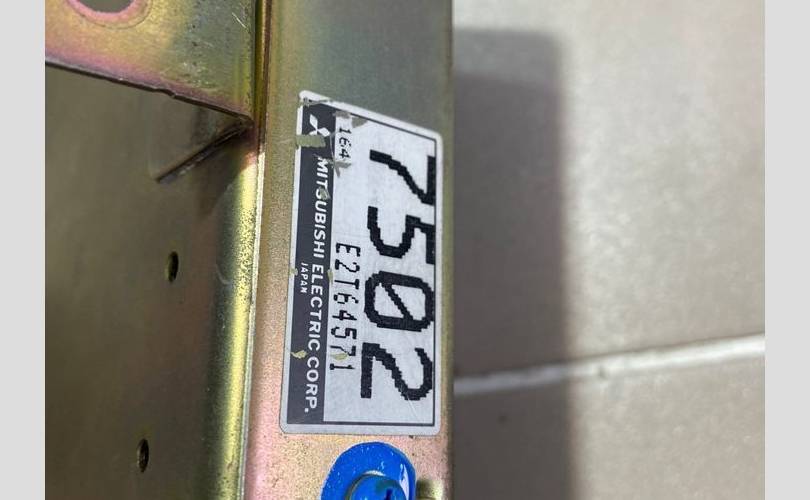 164
7502
E2T64571
MITSUBISHI ELECTRIC CORP.
JAPAN